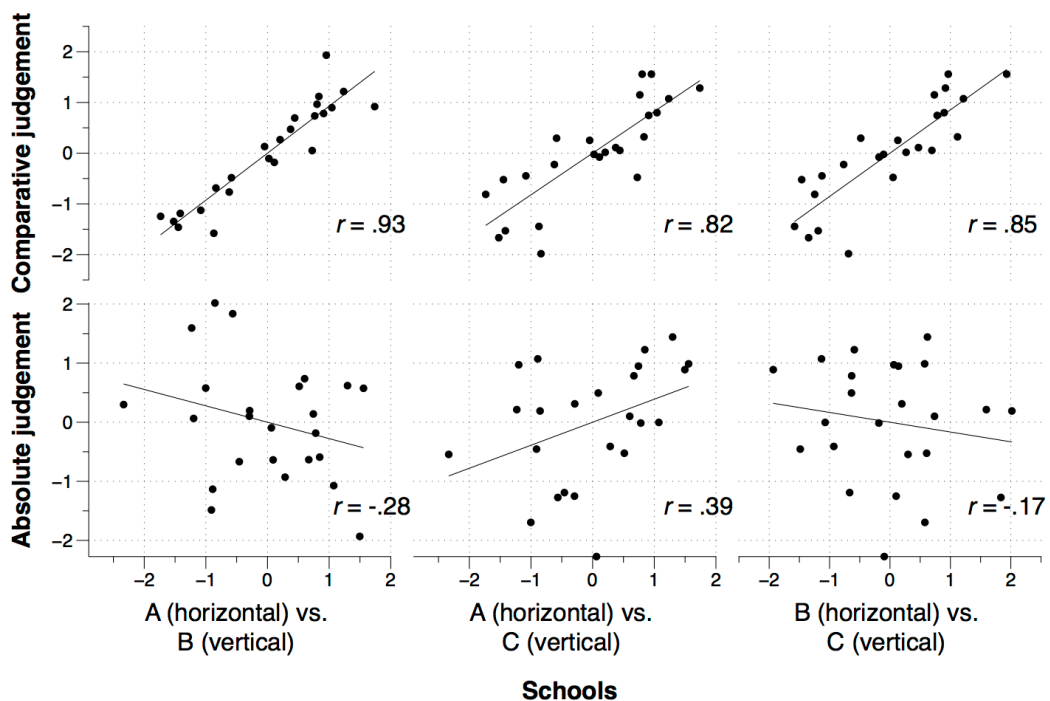 Comparative judgement
2
1
0
−1
−2
r = .93
r = .82
r = .85
Absolute judgement
2
1
0
−1
−2
r = -.28
r = .39
r = -.17
−2 −1 0 1 2
−2 −1 0 1 2
−2 −1 0 1 2
A (horizontal) vs.
B (vertical)
A (horizontal) vs.
C (vertical)
B (horizontal) vs.
C (vertical)
Schools